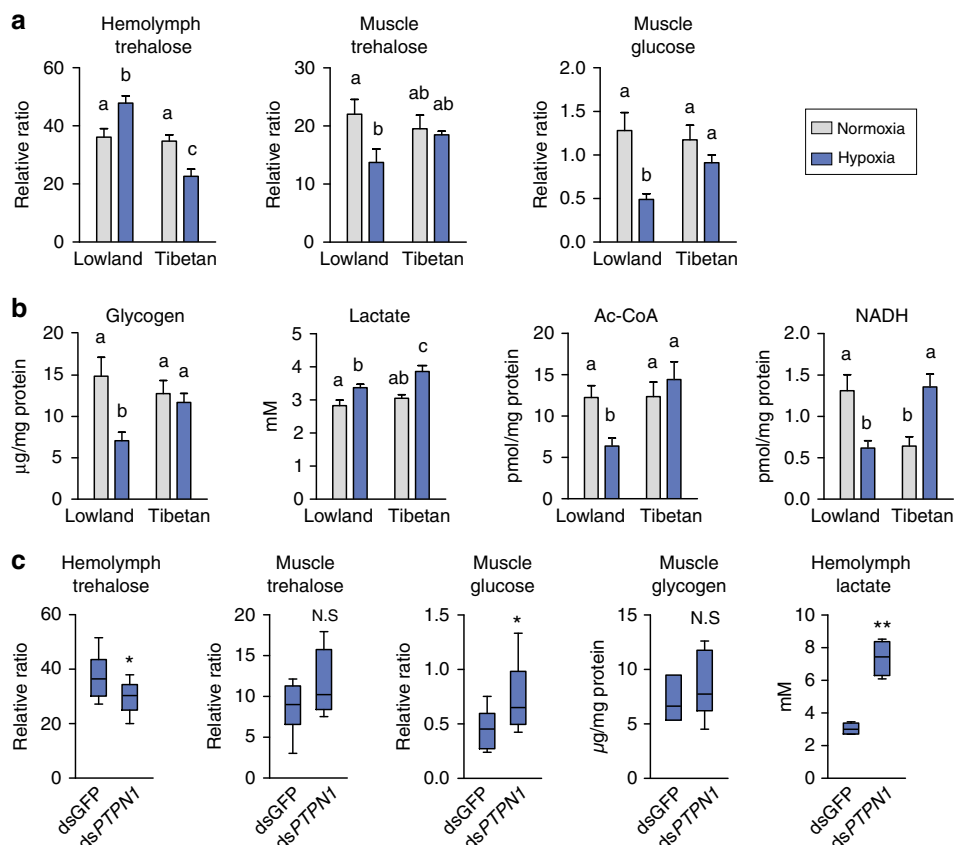 a
Hemolymph
trehalose
Relative ratio
60
40
20
0
a
b
a
c
Lowland
Tibetan
Muscle
trehalose
Relative ratio
30
20
10
0
a
b
ab
ab
Lowland
Tibetan
Muscle
glucose
Relative ratio
2.0
1.5
1.0
0.5
0.0
a
b
a
a
Lowland
Tibetan
Normoxia
Hypoxia
b
Glycogen
µg/mg protein
20
15
10
5
0
a
b
a
a
Lowland
Tibetan
Lactate
mM
5
4
3
2
1
0
a
b
ab
c
Lowland
Tibetan
Ac-CoA
pmol/mg protein
20
15
10
5
0
a
b
a
a
Lowland
Tibetan
NADH
pmol/mg protein
2.0
1.5
1.0
0.5
0.0
a
b
b
a
Lowland
Tibetan
c
Hemolymph
trehalose
Relative ratio
60
40
20
0
*
dsGFP
dsPTPN1
Muscle
trehalose
Relative ratio
20
15
10
5
0
N.S
dsGFP
dsPTPN1
Muscle
glucose
Relative ratio
1.5
1.0
0.5
0.0
*
dsGFP
dsPTPN1
Muscle
glycogen
µg/mg protein
15
10
5
0
N.S
dsGFP
dsPTPN1
Hemolymph
lactate
mM
10
8
6
4
2
0
**
dsGFP
dsPTPN1